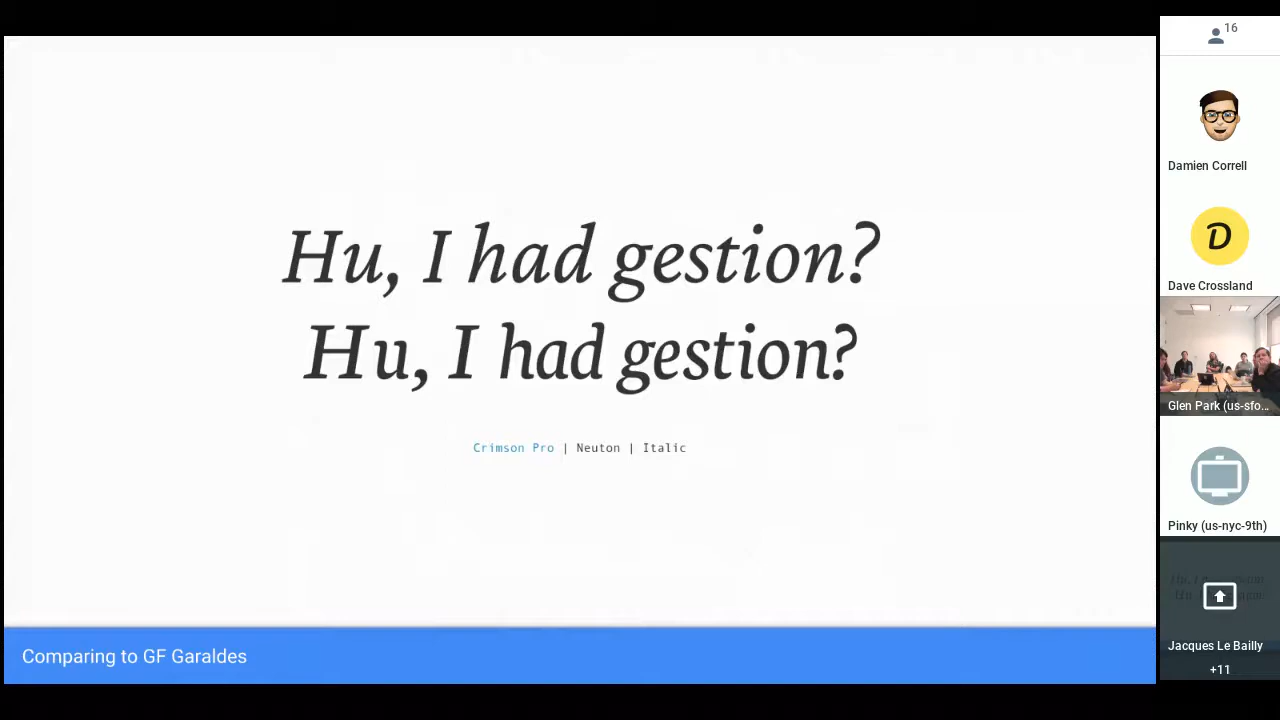 Hu, I had gestion?
Hu, I had gestion?
Crimson Pro | Neuton | Italic
Comparing to GF Garaldes
16
Damien Correll
D
Dave Crossland
Glen Park (us-sfo...
Pinky (us-nyc-9th)
Jacques Le Bailly
+11